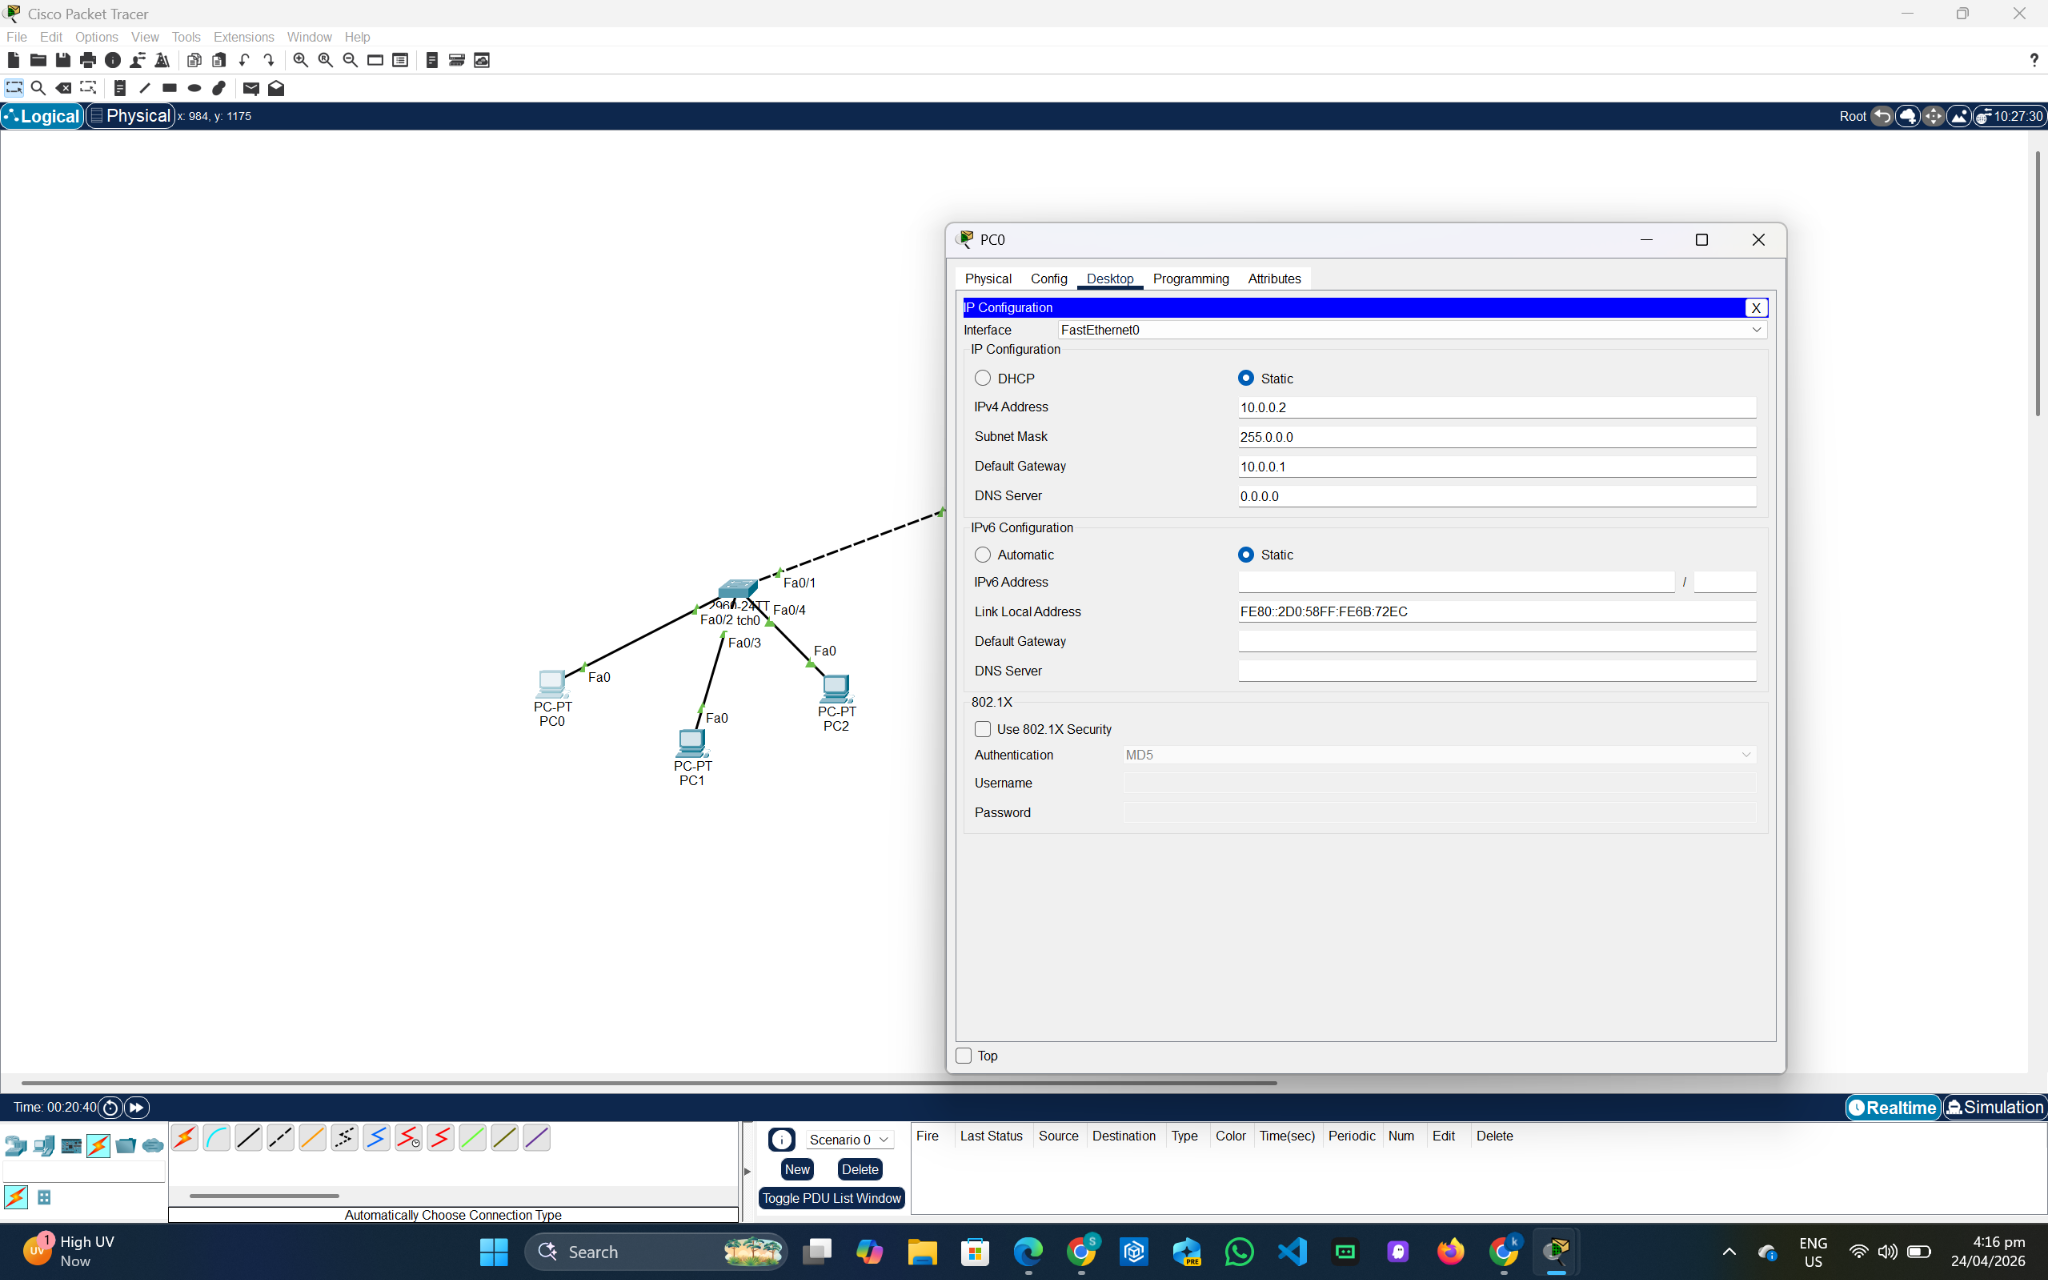 Cisco Packet Tracer
File Edit Options View Tools Extensions Window Help
?
Logical Physical x: 984, y: 1175
Root 10:27:30
PC0
Physical Config Desktop Programming Attributes
IP Configuration X
Interface FastEthernet0
IP Configuration
DHCP Static
IPv4 Address 10.0.0.2
Subnet Mask 255.0.0.0
Default Gateway 10.0.0.1
DNS Server 0.0.0.0
IPv6 Configuration
Automatic Static
IPv6 Address /
Link Local Address FE80::2D0:58FF:FE6B:72EC
Default Gateway
DNS Server
802.1X
Use 802.1X Security
Authentication MD5
Username
Password
Top
Fa0/1
2960-24TT Fa0/4
Fa0/2 tch0
Fa0/3
Fa0
Fa0
PC-PT
PC0
PC-PT
PC2
Fa0
PC-PT
PC1
Time: 00:20:40
Realtime Simulation
Scenario 0
New Delete
Toggle PDU List Window
Fire Last Status Source Destination Type Color Time(sec) Periodic Num Edit Delete
Automatically Choose Connection Type
UV 1 High UV
Now
Search
S
PRE
k
ENG
US
4:16 pm
24/04/2026